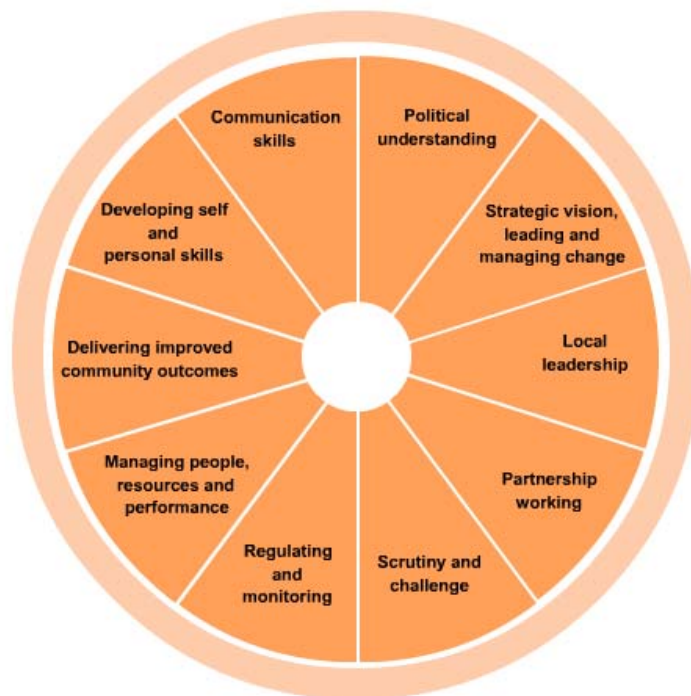 Political
understanding
Strategic vision,
leading and
managing change
Local
leadership
Partnership
working
Scrutiny and
challenge
Regulating
and
monitoring
Managing people,
resources and
performance
Delivering improved
community outcomes
Developing self
and
personal skills
Communication
skills